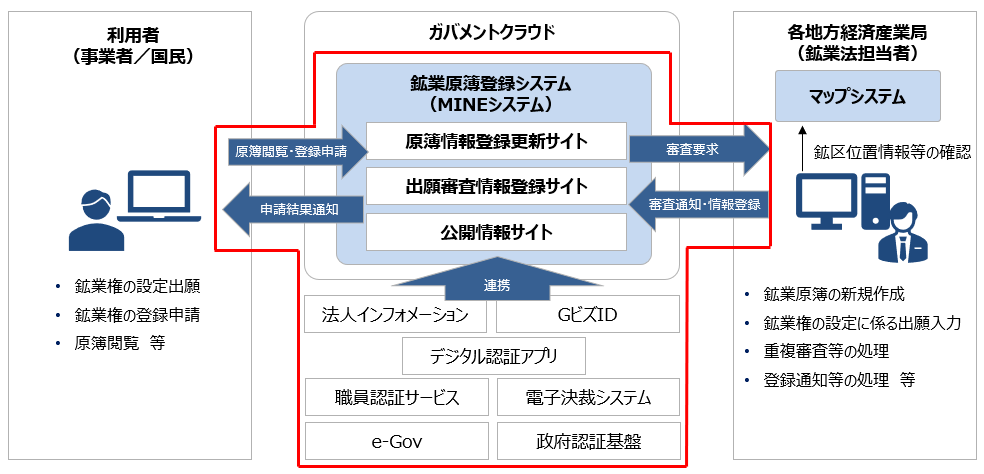 利用者
（事業者／国民）
原簿閲覧・登録申請
申請結果通知
• 鉱業権の設定出願
• 鉱業権の登録申請
• 原簿閲覧　等
ガバメントクラウド
鉱業原簿登録システム
（MINEシステム）
原簿情報登録更新サイト
出願審査情報登録サイト
公開情報サイト
連携
法人インフォメーション
GビズID
デジタル認証アプリ
職員認証サービス
電子決裁システム
e-Gov
政府認証基盤
審査要求
審査通知・情報登録
各地方経済産業局
（鉱業法担当者）
マップシステム
鉱区位置情報等の確認
• 鉱業原簿の新規作成
• 鉱業権の設定に係る出願入力
• 重複審査等の処理
• 登録通知等の処理　等